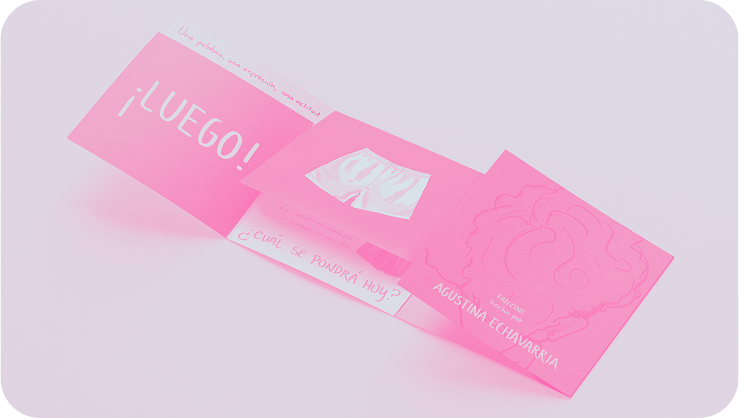 Una palabra, una expresión, una actitud
¡LUEGO!
¿CUÁL SE PONDRÁ HOY?
FANZINE
hecho por
AGUSTINA ECHAVARRIA